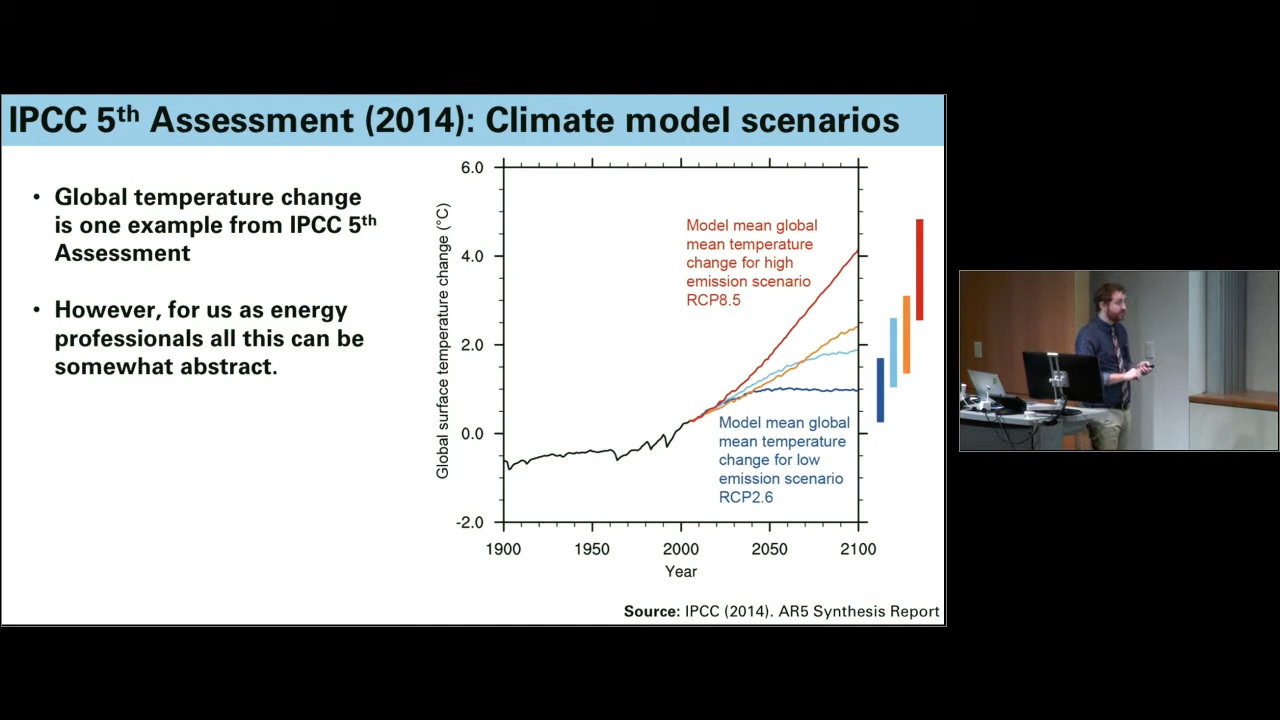 IPCC 5th Assessment (2014): Climate model scenarios
• Global temperature change
is one example from IPCC 5th
Assessment
• However, for us as energy
professionals all this can be
somewhat abstract.
Global surface temperature change (°C)
6.0
4.0
2.0
0.0
-2.0
Model mean global
mean temperature
change for high
emission scenario
RCP8.5
Model mean global
mean temperature
change for low
emission scenario
RCP2.6
1900 1950 2000 2050 2100
Year
Source: IPCC (2014). AR5 Synthesis Report